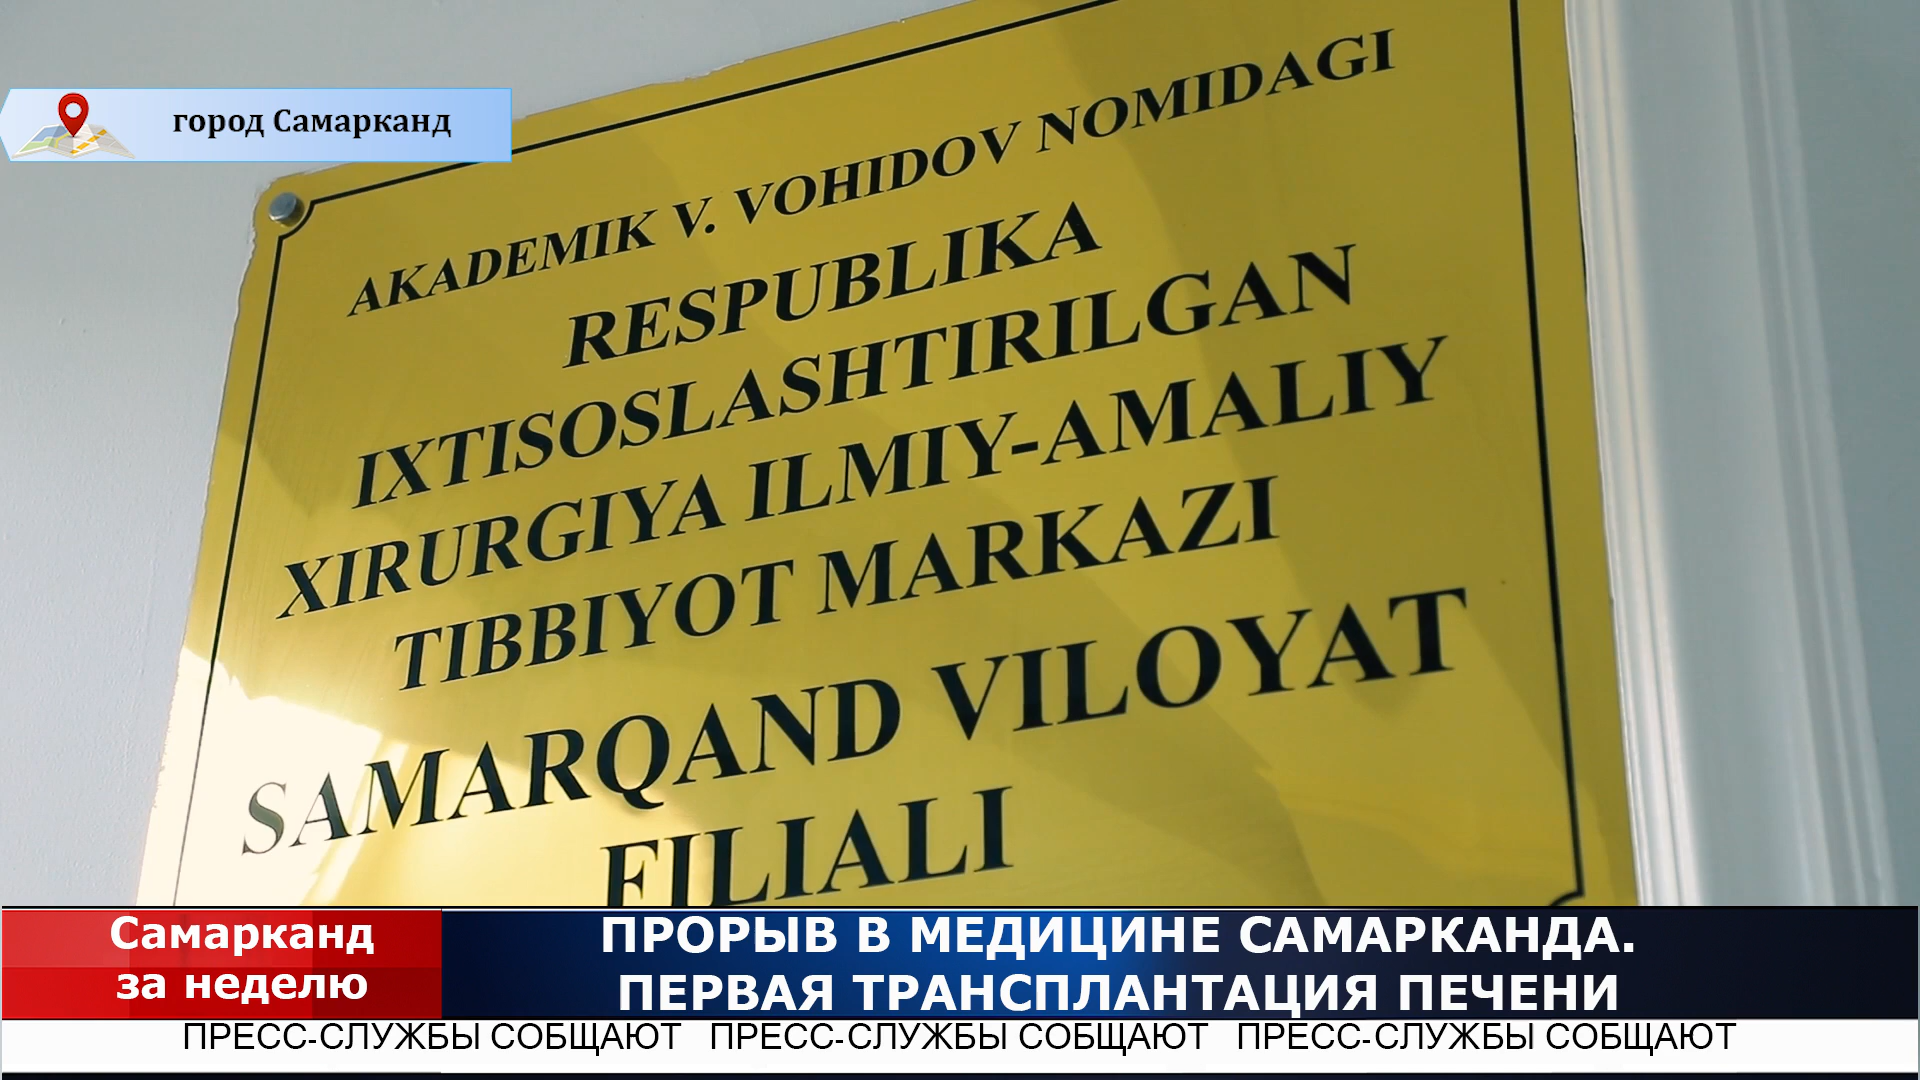 город Самарканд
AKADEMIK V. VOHIDOV NOMIDAGI
RESPUBLIKA
IXTISOSLASHTIRILGAN
XIRURGIYA ILMIY-AMALIY
TIBBIYOT MARKAZI
SAMARQAND VILOYAT
FILIALI
Самарканд
за неделю
ПРОРЫВ В МЕДИЦИНЕ САМАРКАНДА.
ПЕРВАЯ ТРАНСПЛАНТАЦИЯ ПЕЧЕНИ
ПРЕСС-СЛУЖБЫ СОБЩАЮТ ПРЕСС-СЛУЖБЫ СОБЩАЮТ ПРЕСС-СЛУЖБЫ СОБЩАЮТ